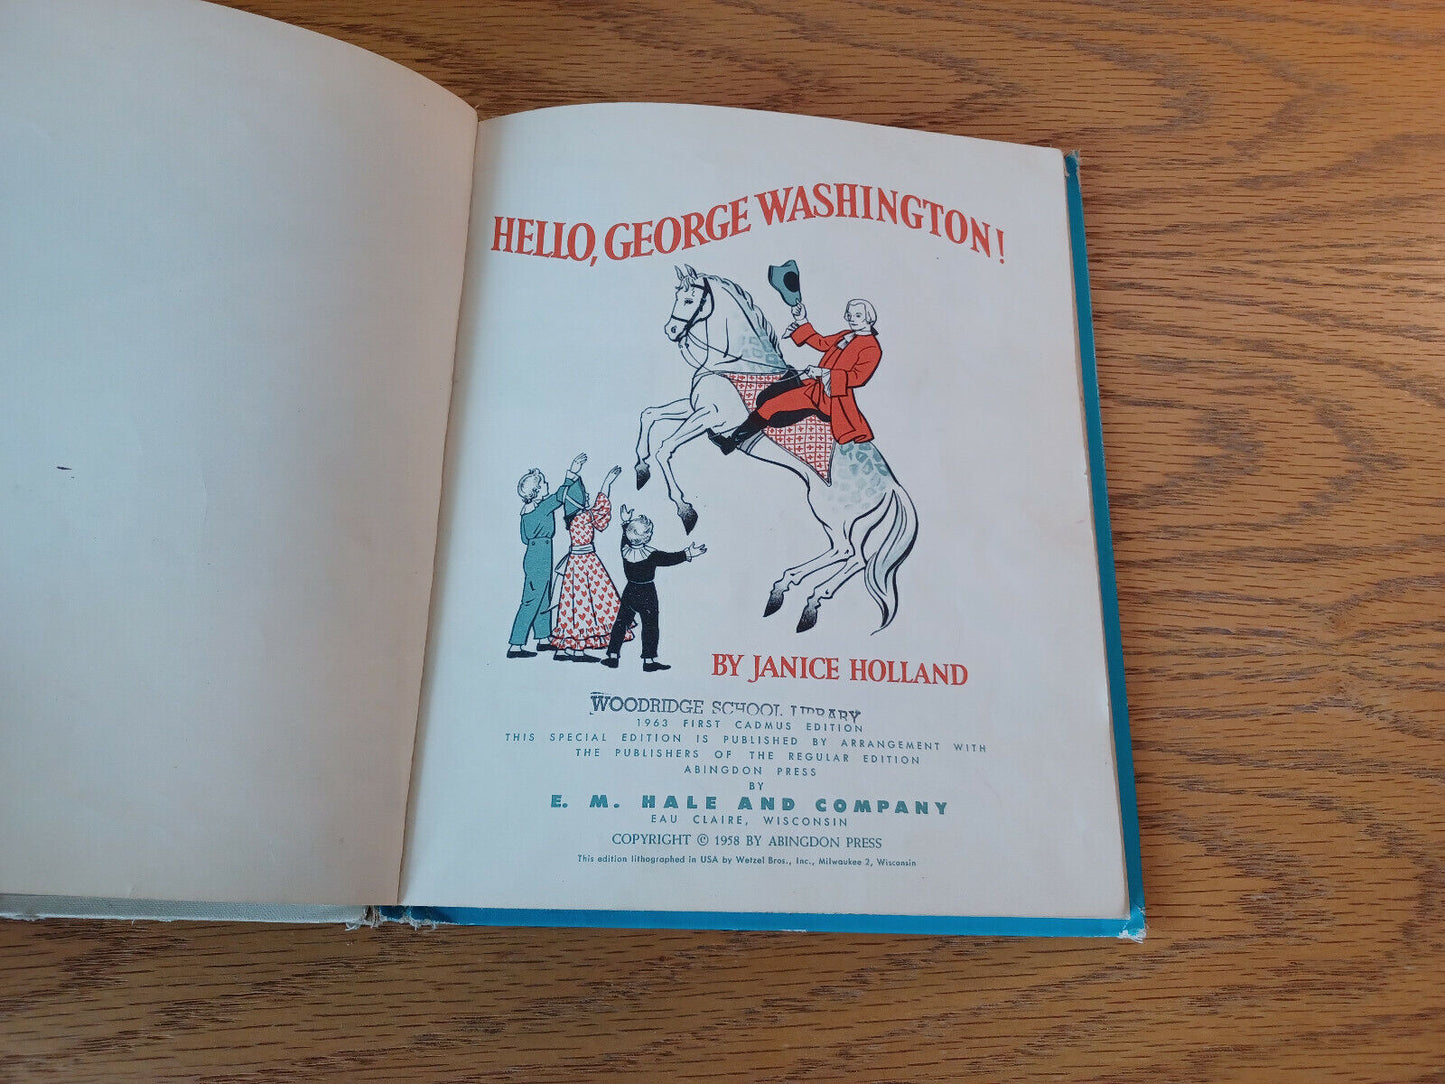 HELLO, GEORGE WASHINGTON!
BY JANICE HOLLAND
WOODRIDGE SCHOOL LIBRARY
1963 FIRST CADMUS EDITION
THIS SPECIAL EDITION IS PUBLISHED BY ARRANGEMENT WITH
THE PUBLISHERS OF THE REGULAR EDITION
ABINGDON PRESS
BY
E. M. HALE AND COMPANY
EAU CLAIRE, WISCONSIN
COPYRIGHT © 1958 BY ABINGDON PRESS
This edition lithographed in USA by Wetzel Bros., Inc., Milwaukee 2, Wisconsin